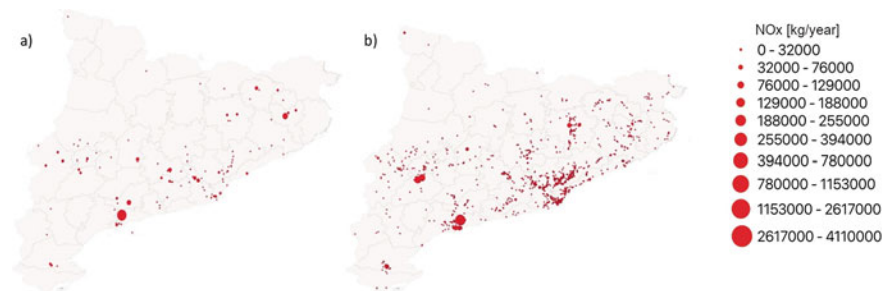 a)
b)
NOx [kg/year]
0 - 32000
32000 - 76000
76000 - 129000
129000 - 188000
188000 - 255000
255000 - 394000
394000 - 780000
780000 - 1153000
1153000 - 2617000
2617000 - 4110000